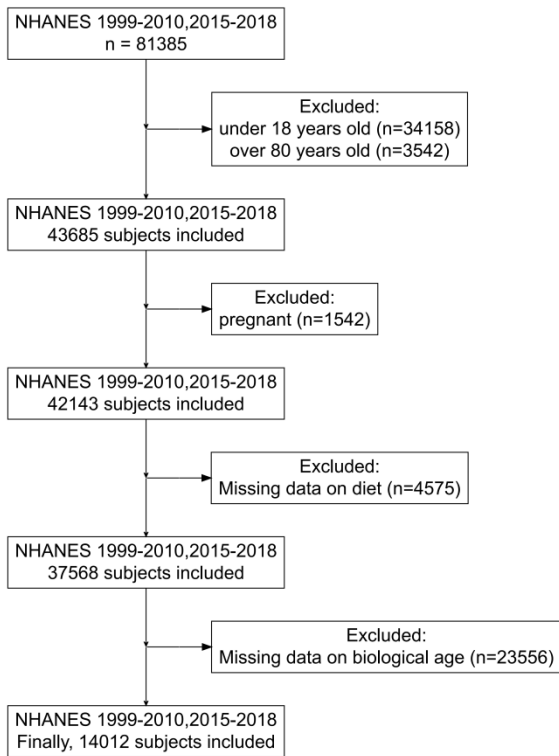 NHANES 1999-2010,2015-2018
n = 81385
Excluded:
under 18 years old (n=34158)
over 80 years old (n=3542)
NHANES 1999-2010,2015-2018
43685 subjects included
Excluded:
pregnant (n=1542)
NHANES 1999-2010,2015-2018
42143 subjects included
Excluded:
Missing data on diet (n=4575)
NHANES 1999-2010,2015-2018
37568 subjects included
Excluded:
Missing data on biological age (n=23556)
NHANES 1999-2010,2015-2018
Finally, 14012 subjects included